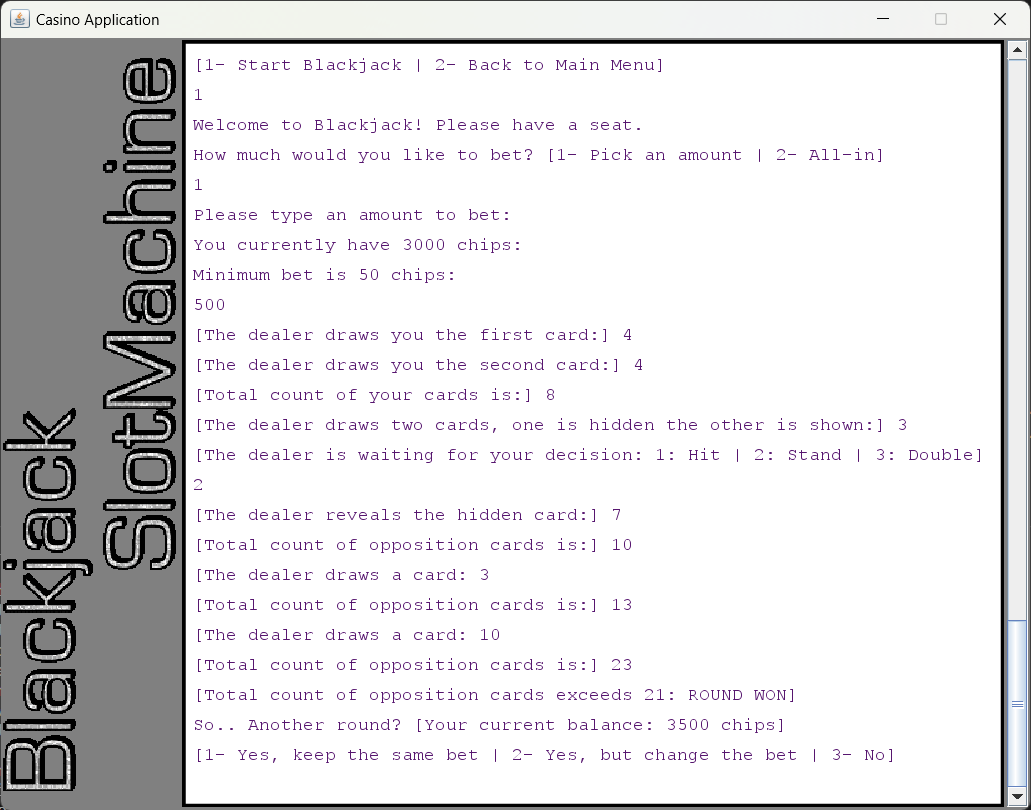 Casino Application
Blackjack
SlotMachine
[1- Start Blackjack | 2- Back to Main Menu]
1
Welcome to Blackjack! Please have a seat.
How much would you like to bet? [1- Pick an amount | 2- All-in]
1
Please type an amount to bet:
You currently have 3000 chips:
Minimum bet is 50 chips:
500
[The dealer draws you the first card:] 4
[The dealer draws you the second card:] 4
[Total count of your cards is:] 8
[The dealer draws two cards, one is hidden the other is shown:] 3
[The dealer is waiting for your decision: 1: Hit | 2: Stand | 3: Double]
2
[The dealer reveals the hidden card:] 7
[Total count of opposition cards is:] 10
[The dealer draws a card: 3
[Total count of opposition cards is:] 13
[The dealer draws a card: 10
[Total count of opposition cards is:] 23
[Total count of opposition cards exceeds 21: ROUND WON]
So.. Another round? [Your current balance: 3500 chips]
[1- Yes, keep the same bet | 2- Yes, but change the bet | 3- No]